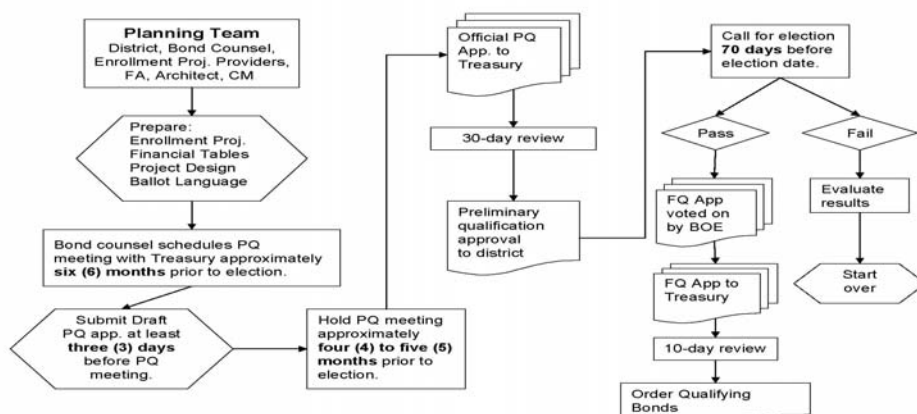 Planning Team
District, Bond Counsel,
Enrollment Proj. Providers,
FA, Architect, CM
Prepare:
Enrollment Proj.
Financial Tables
Project Design
Ballot Language
Bond counsel schedules PQ
meeting with Treasury approximately
six (6) months prior to election.
Submit Draft
PQ app. at least
three (3) days
before PQ
meeting.
Hold PQ meeting
approximately
four (4) to five (5)
months prior to
election.
Official PQ
App. to
Treasury
30-day review
Preliminary
qualification
approval
to district
Call for election
70 days before
election date.
Pass
Fail
FQ App
voted on
by BOE
FQ App to
Treasury
10-day review
Order Qualifying
Bonds
Evaluate
results
Start
over